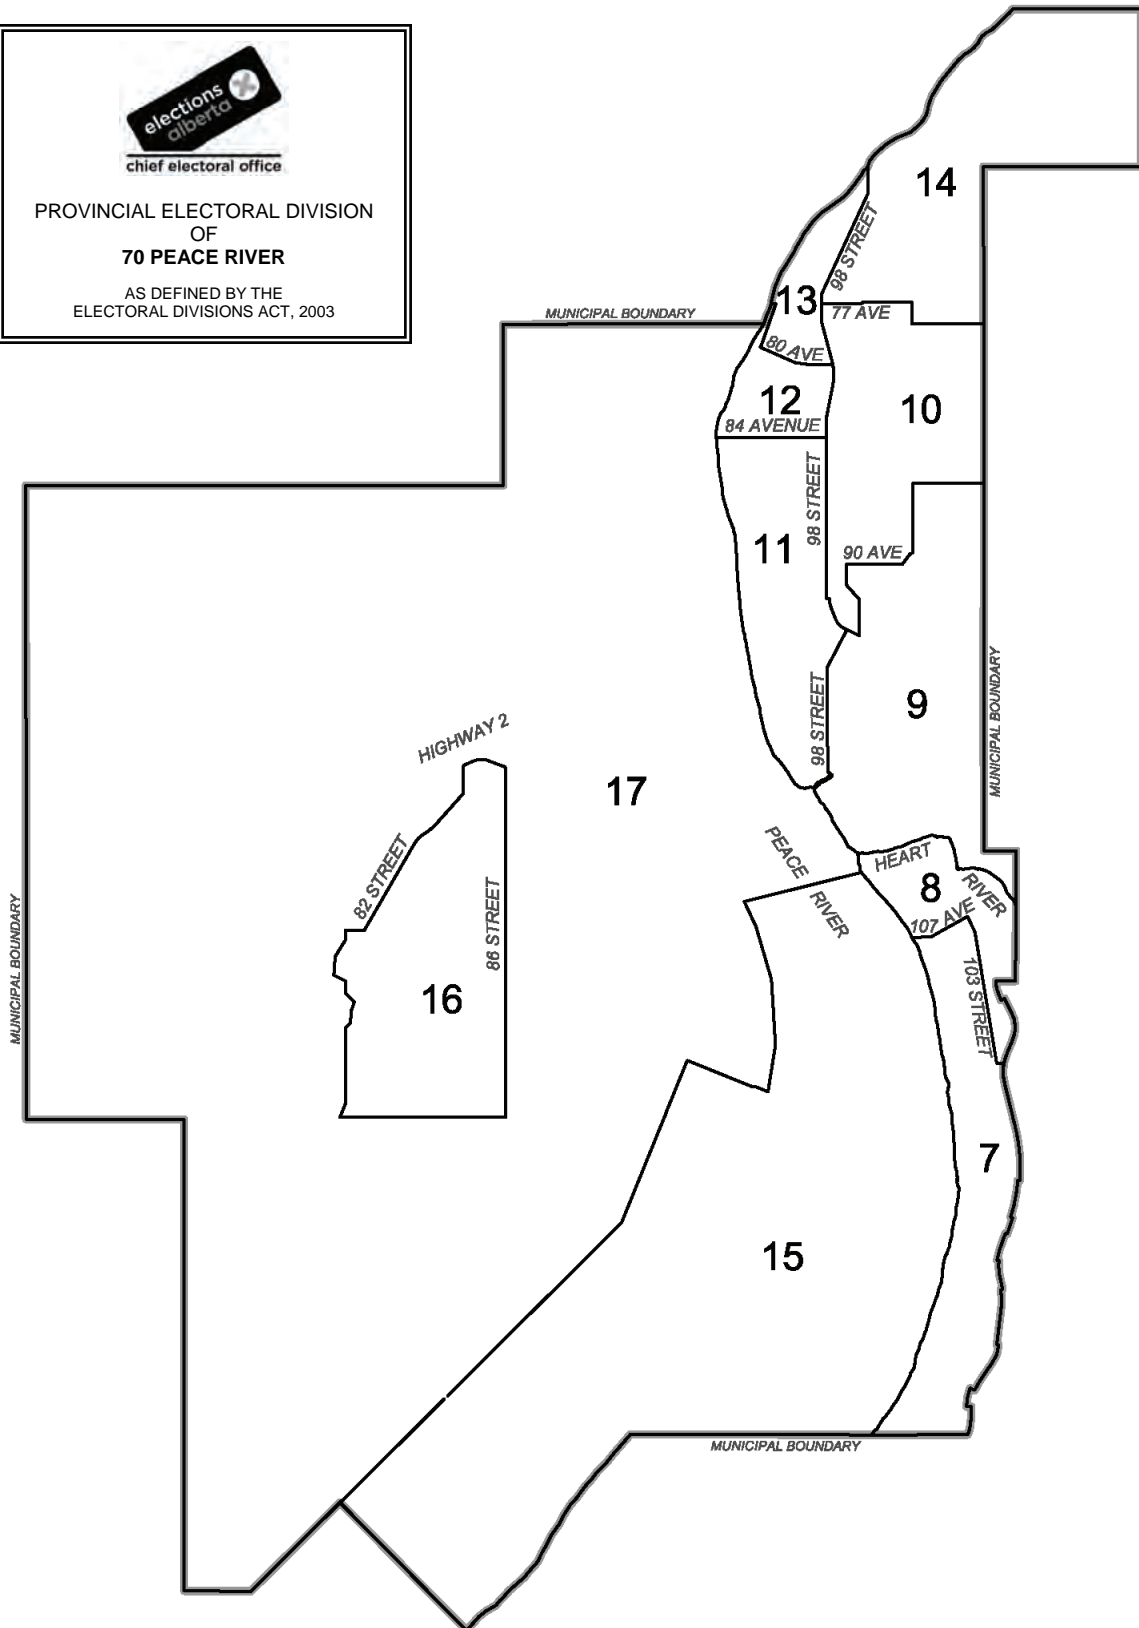 elections
alberta
chief electoral office
PROVINCIAL ELECTORAL DIVISION
OF
70 PEACE RIVER
AS DEFINED BY THE
ELECTORAL DIVISIONS ACT, 2003
14
98 STREET
13
MUNICIPAL BOUNDARY
77 AVE
80 AVE
12
10
84 AVENUE
98 STREET
11
90 AVE
MUNICIPAL BOUNDARY
98 STREET
9
HIGHWAY 2
17
PEACE
RIVER
HEART
RIVER
8
82 STREET
107 AVE
86 STREET
MUNICIPAL BOUNDARY
16
103 STREET
7
15
MUNICIPAL BOUNDARY